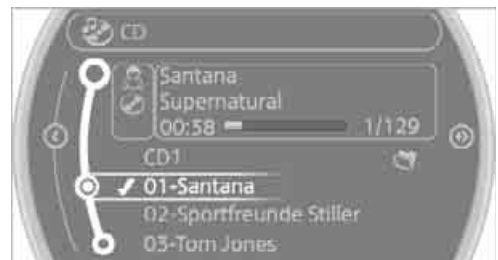 CD
Santana
Supernatural
00:58 1/129
CD1
01-Santana
02-Sportfreunde Stiller
03-Tom Jones